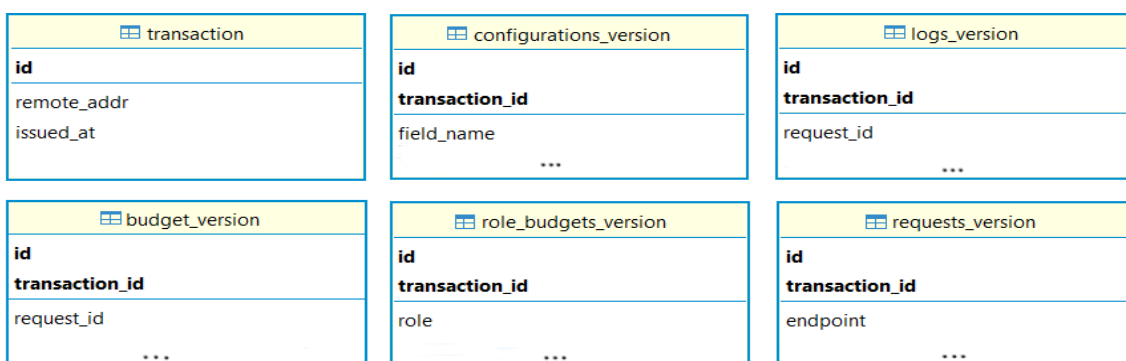 transaction
id
remote_addr
issued_at
configurations_version
id
transaction_id
field_name
...
logs_version
id
transaction_id
request_id
...
budget_version
id
transaction_id
request_id
...
role_budgets_version
id
transaction_id
role
...
requests_version
id
transaction_id
endpoint
...